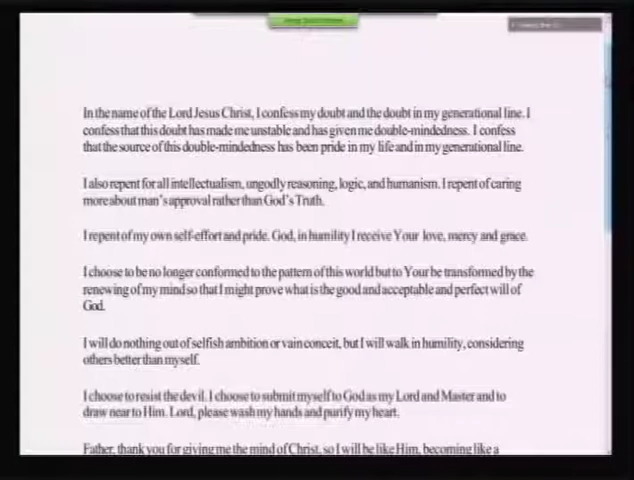 In the name of the Lord Jesus Christ, I confess my doubt and the doubt in my generational line. I
confess that this doubt has made me unstable and has given me double-mindedness. I confess
that the source of this double-mindedness has been pride in my life and in my generational line.
I also repent for all intellectualism, ungodly reasoning, logic, and humanism. I repent of caring
more about man's approval rather than God's Truth.
I repent of my own self-effort and pride. God, in humility I receive Your love, mercy and grace.
I choose to be no longer conformed to the pattern of this world but to Your be transformed by the
renewing of my mind so that I might prove what is the good and acceptable and perfect will of
God.
I will do nothing out of selfish ambition or vain conceit, but I will walk in humility, considering
others better than myself.
I choose to resist the devil. I choose to submit myself to God as my Lord and Master and to
draw near to Him. Lord, please wash my hands and purify my heart.
Father, thank you for giving me the mind of Christ, so I will be like Him, becoming like a